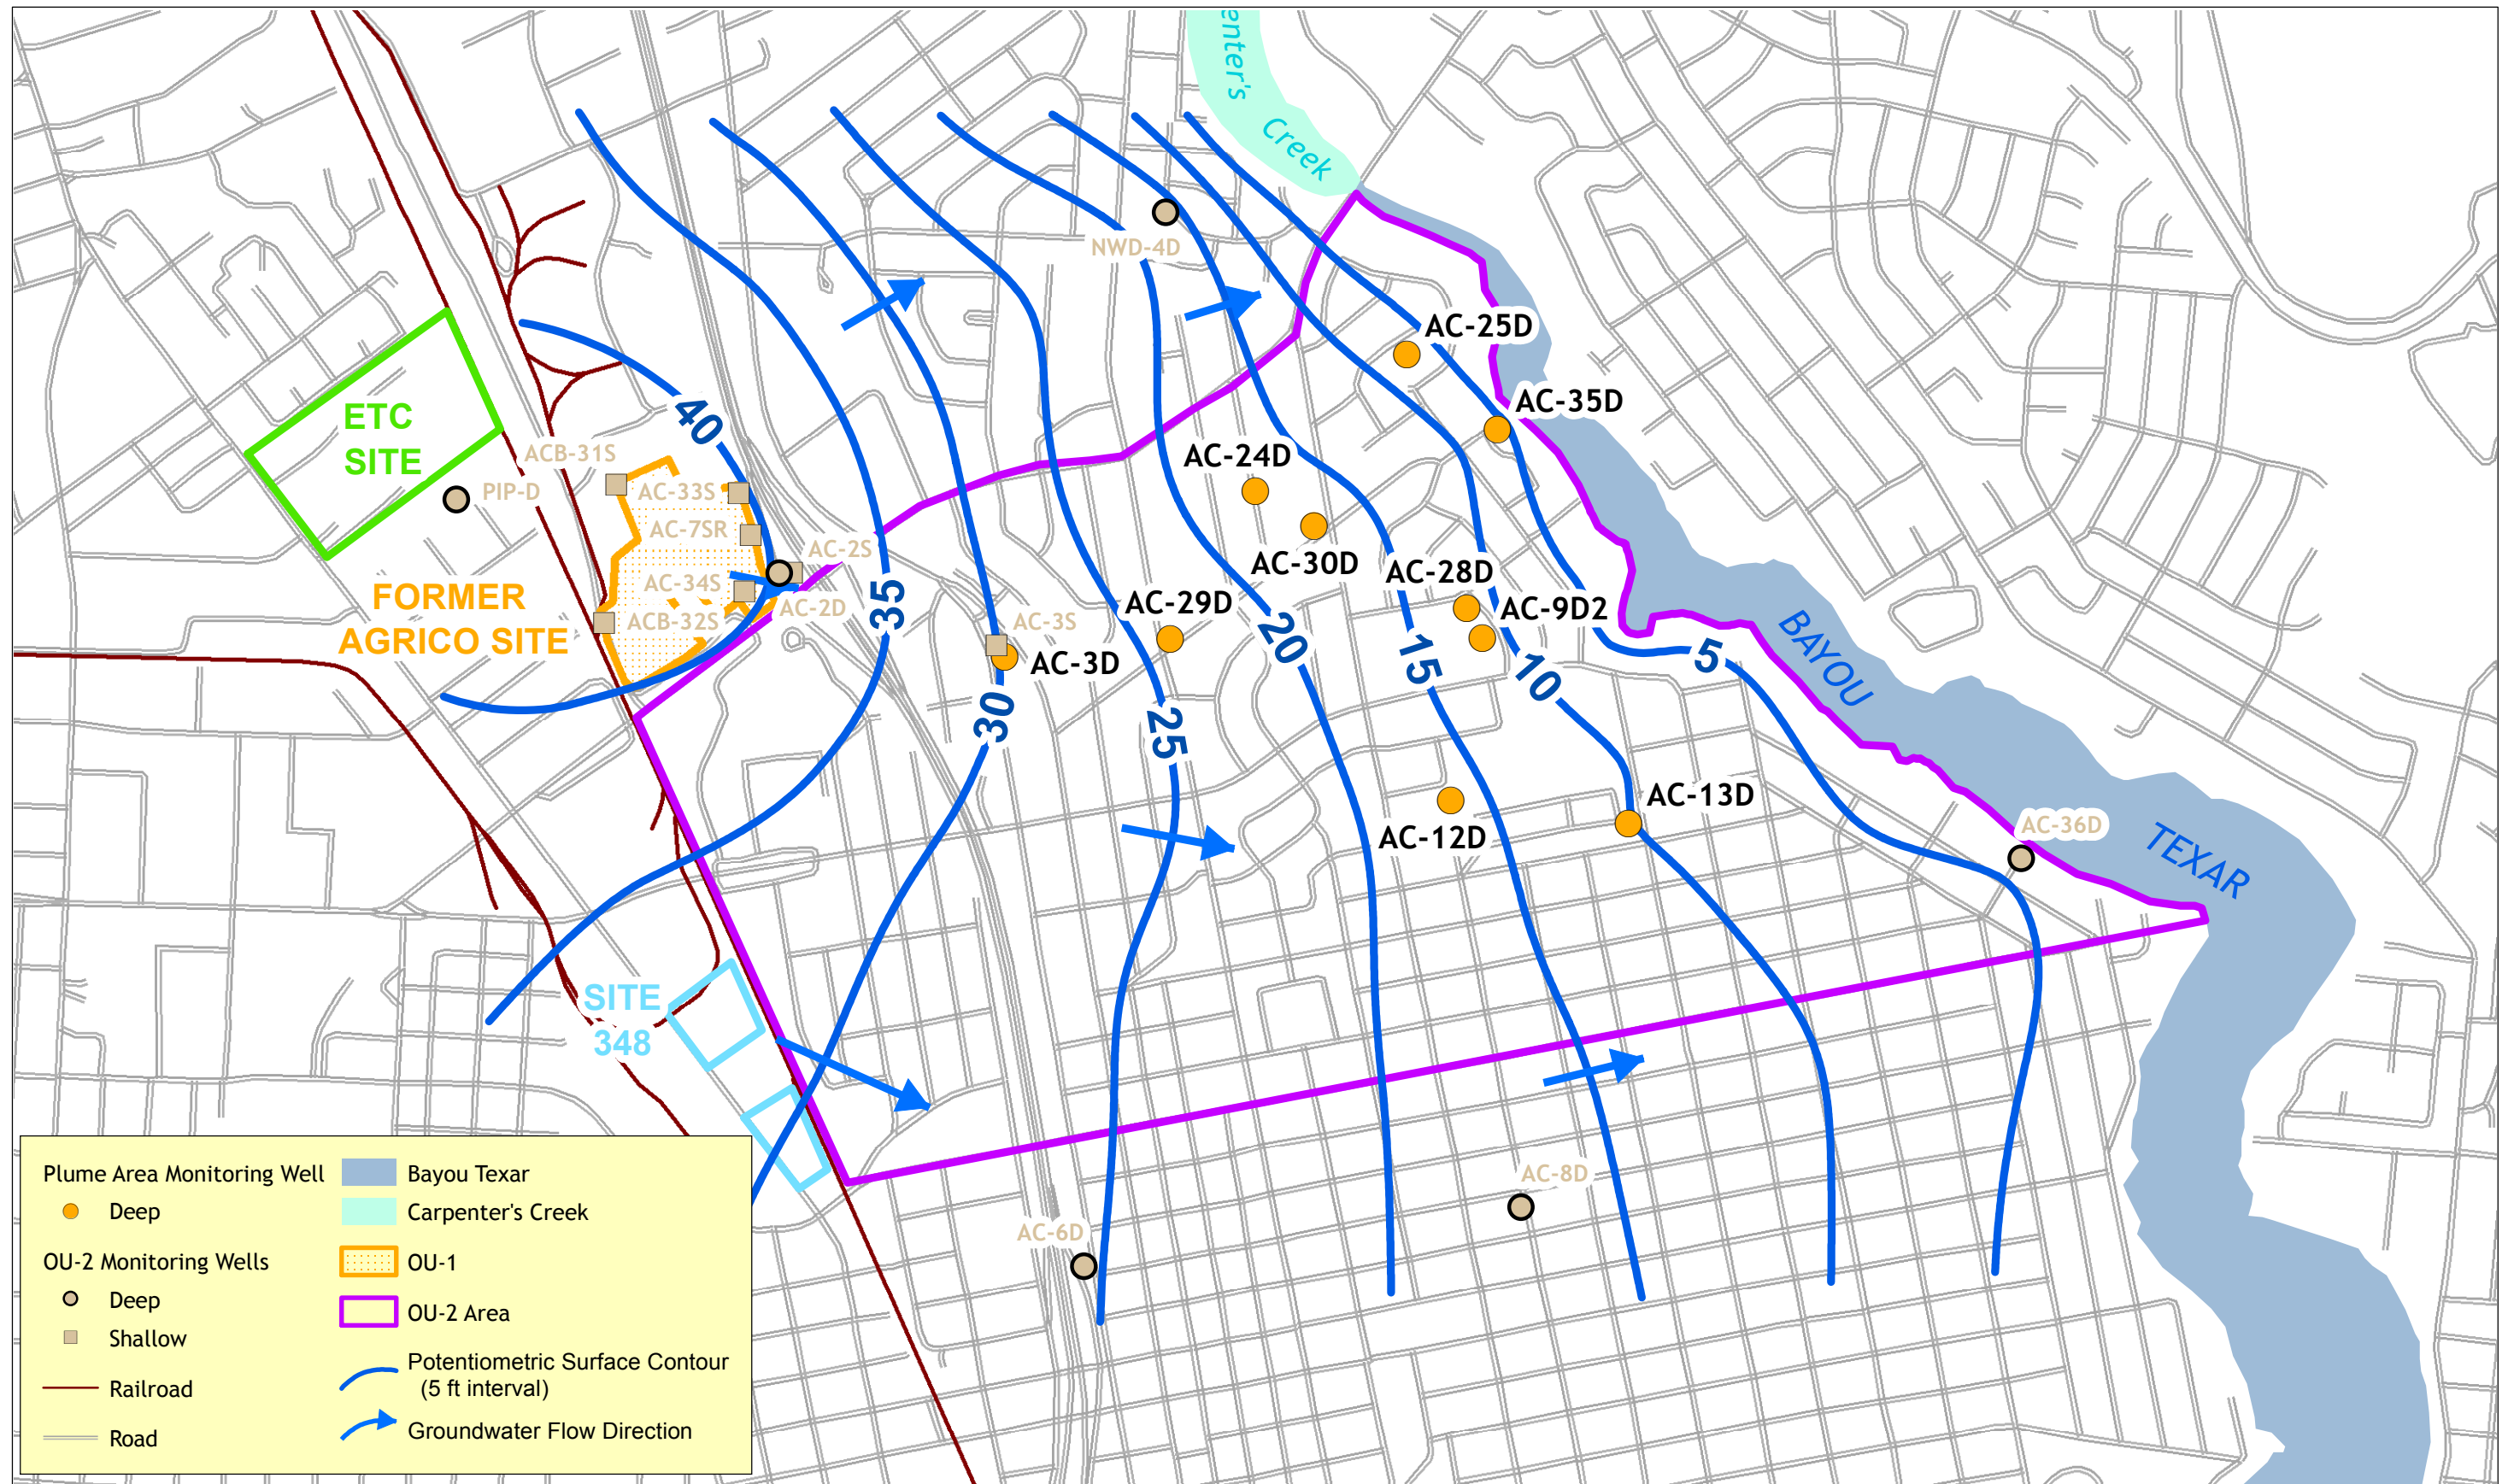 enter's
Creek
NWD-4D
AC-25D
AC-35D
ETC
SITE
40
ACB-31S
PIP-D
AC-33S
AC-7SR
AC-2S
AC-34S
AC-2D
ACB-32S
FORMER
AGRICO SITE
35
AC-24D
AC-30D
AC-28D
AC-9D2
AC-29D
AC-3S
AC-3D
30
25
20
15
10
5
BAYOU
TEXAR
AC-13D
AC-12D
AC-36D
SITE
348
AC-8D
AC-6D
Plume Area Monitoring Well
Deep
OU-2 Monitoring Wells
Deep
Shallow
Railroad
Road
Bayou Texar
Carpenter's Creek
OU-1
OU-2 Area
Potentiometric Surface Contour
(5 ft interval)
Groundwater Flow Direction